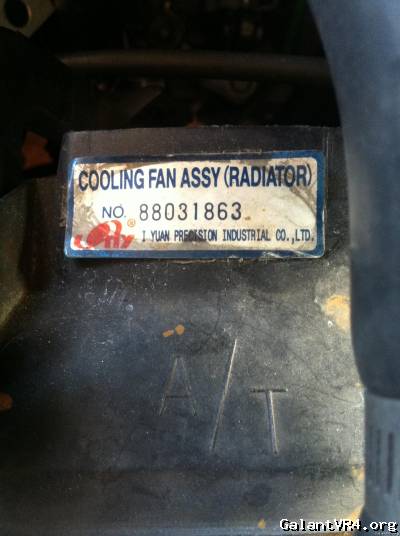 COOLING FAN ASSY (RADIATOR)
NO. 88031863
I YUAN PRECISION INDUSTRIAL CO.,LTD.
A/T
GalantVR4.org